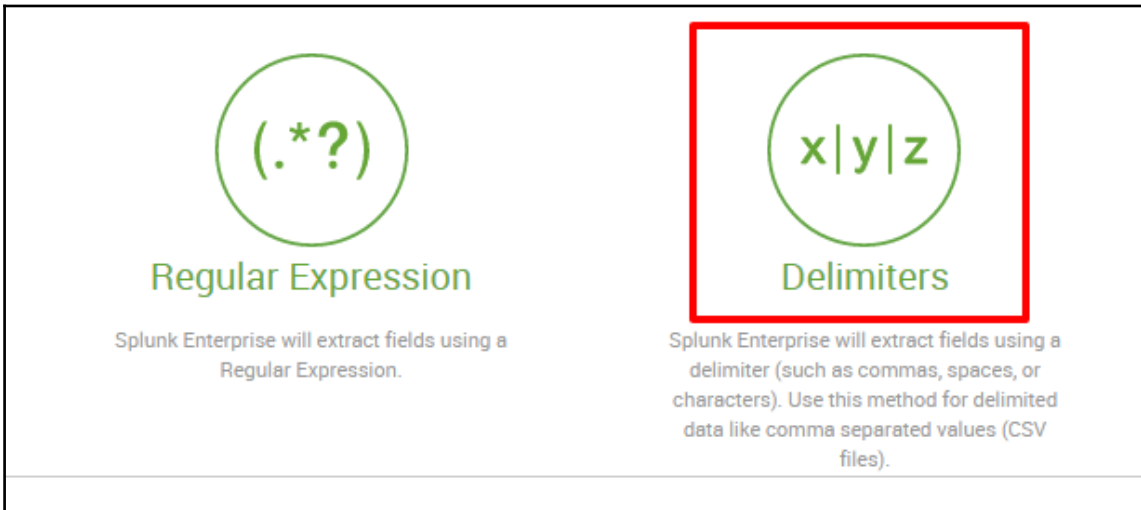 (.*?)
Regular Expression
Splunk Enterprise will extract fields using a
Regular Expression.
x|y|z
Delimiters
Splunk Enterprise will extract fields using a
delimiter (such as commas, spaces, or
characters). Use this method for delimited
data like comma separated values (CSV
files).